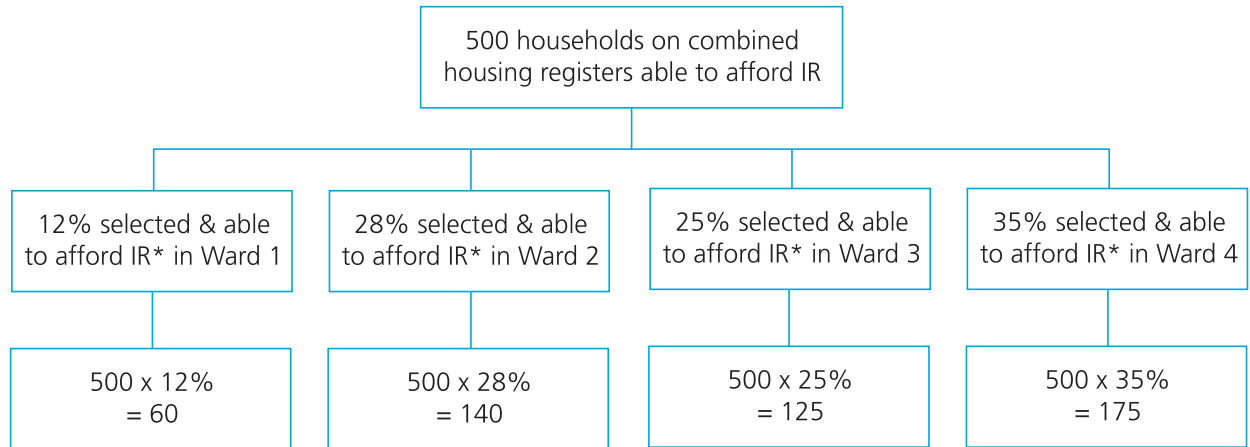 500 households on combined
housing registers able to afford IR
12% selected & able
to afford IR* in Ward 1
28% selected & able
to afford IR* in Ward 2
25% selected & able
to afford IR* in Ward 3
35% selected & able
to afford IR* in Ward 4
500 x 12%
= 60
500 x 28%
= 140
500 x 25%
= 125
500 x 35%
= 175